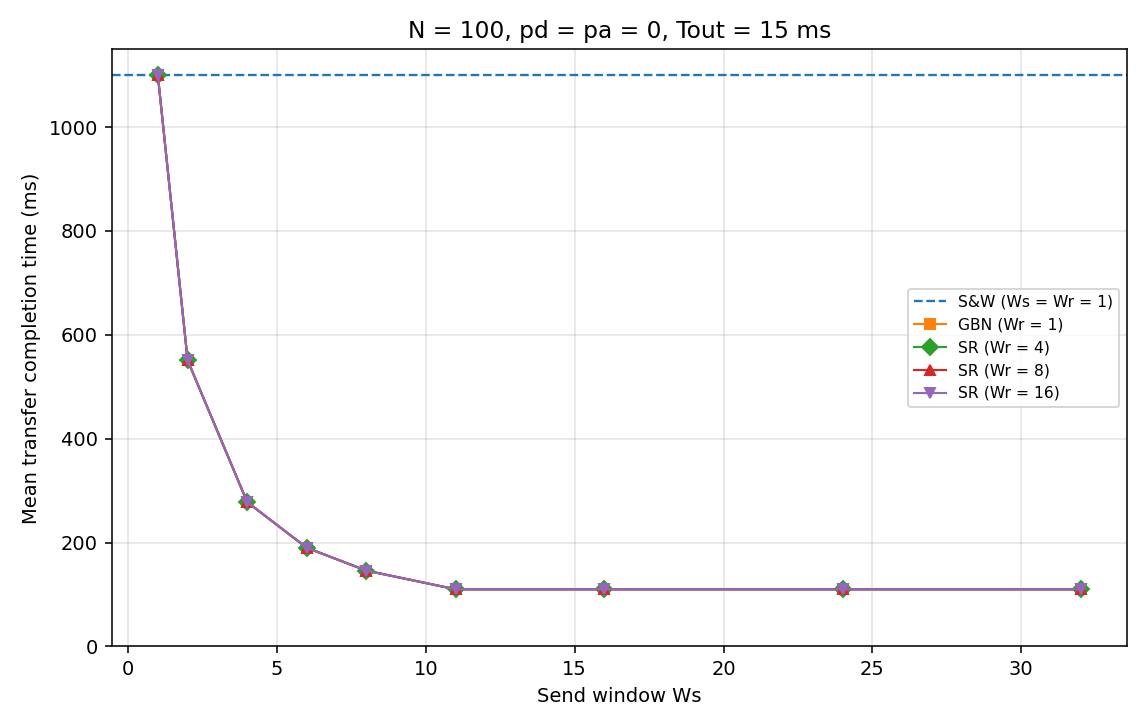 N = 100, pd = pa = 0, Tout = 15 ms
Mean transfer completion time (ms)
1000
800
600
400
200
0
S&W (Ws = Wr = 1)
GBN (Wr = 1)
SR (Wr = 4)
SR (Wr = 8)
SR (Wr = 16)
0 5 10 15 20 25 30
Send window Ws